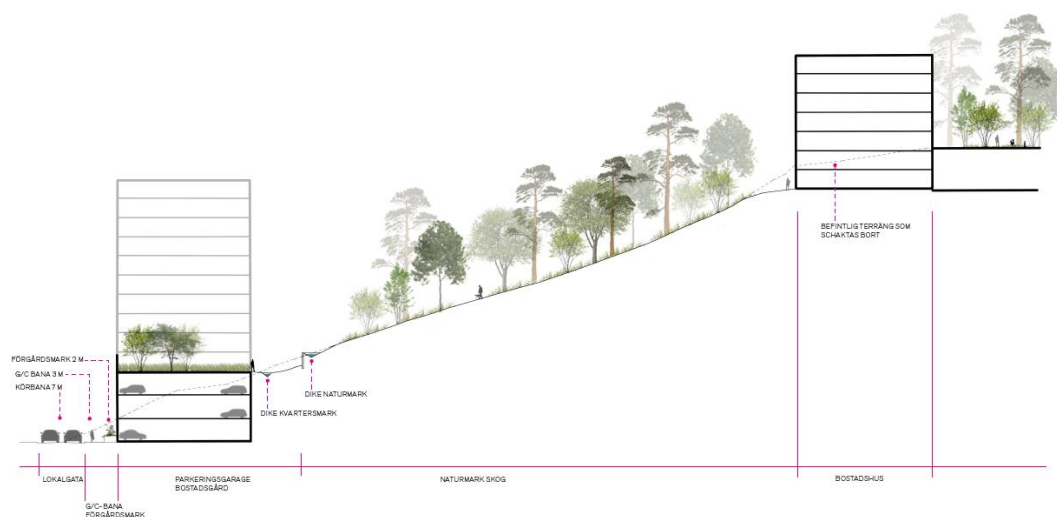 BEFINTLIG TERRÄNG SOM
SCHAKTAS BORT
FÖRGÅRDSMARK 2 M
G/C BANA 3 M
KÖRBANA 7 M
DIKE NATURMARK
DIKE KVARTERSMARK
LOKALGATA
PARKERINGSGARAGE
BOSTADSGÅRD
NATURMARK SKOG
BOSTADSHUS
G/C-BANA
FÖRGÅRDSMARK